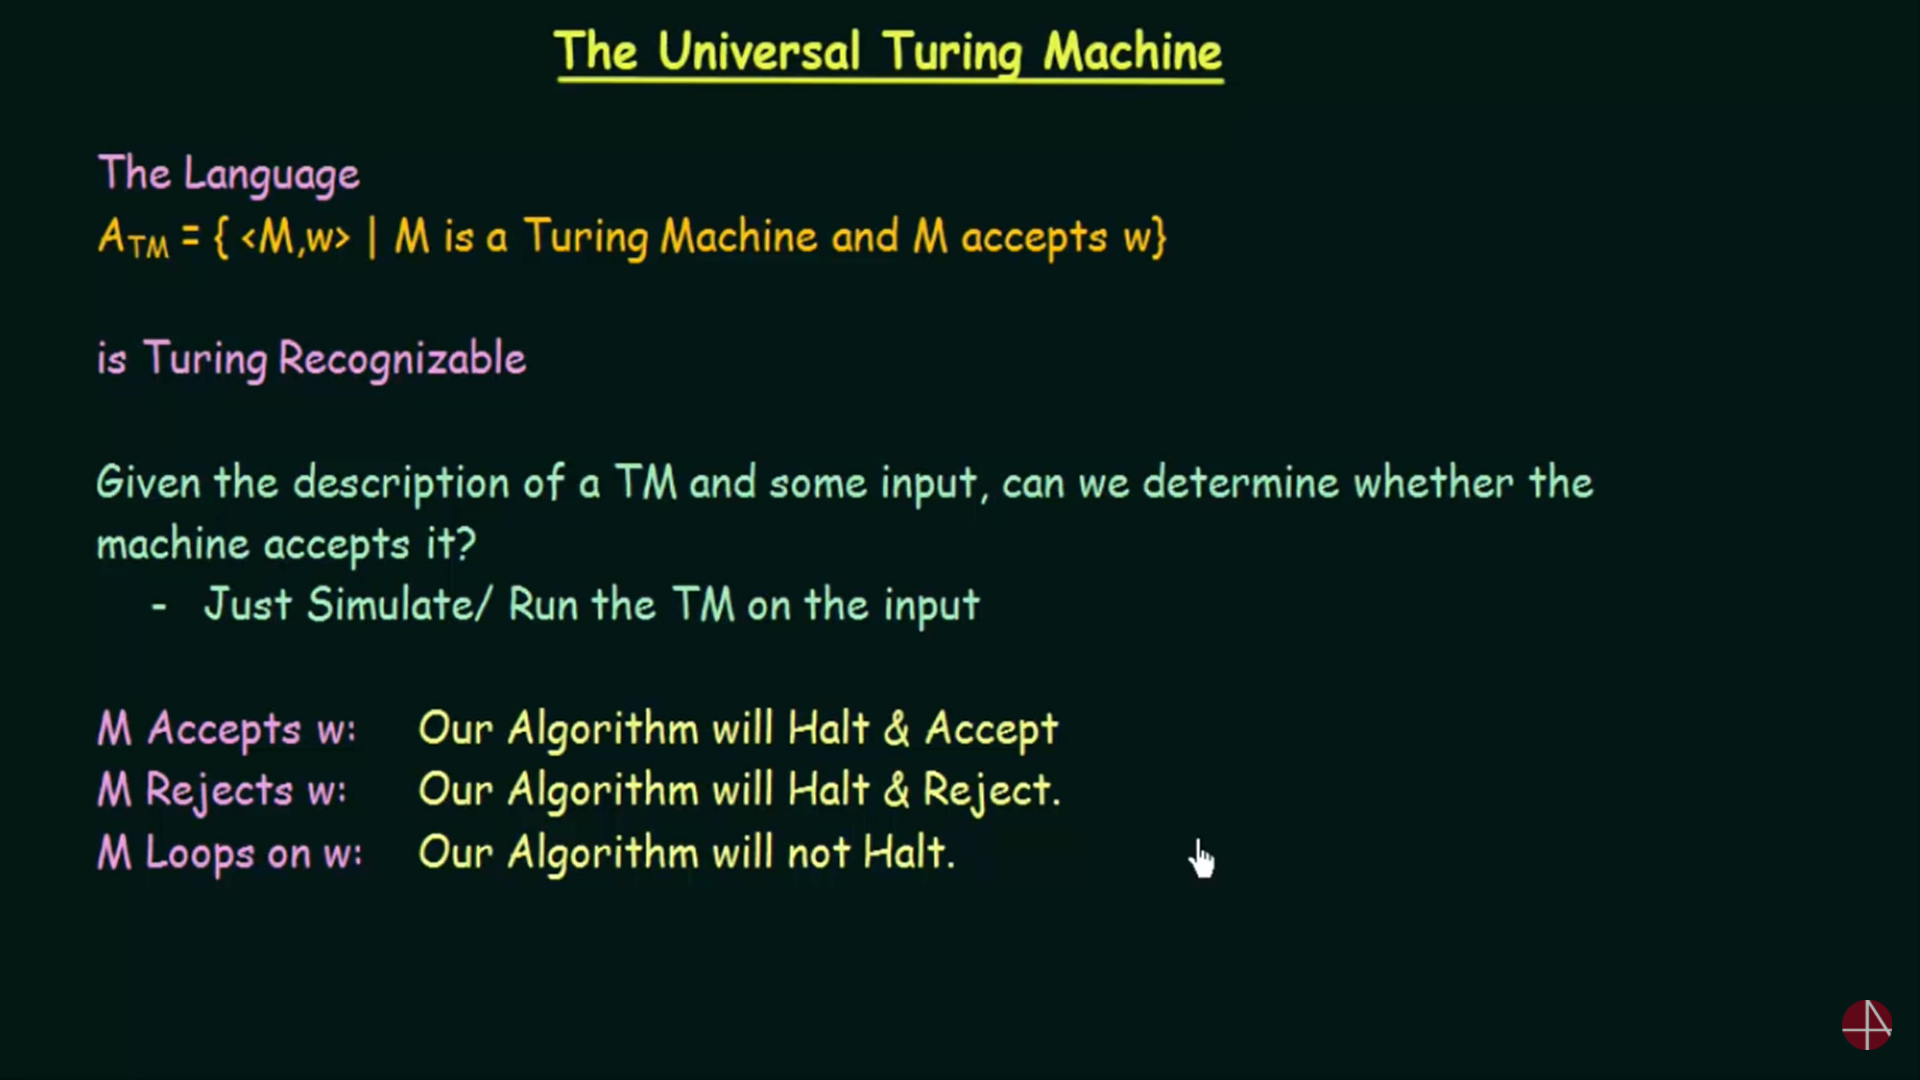 The Universal Turing Machine
The Language
A_TM = { <M,w> | M is a Turing Machine and M accepts w}
is Turing Recognizable
Given the description of a TM and some input, can we determine whether the
machine accepts it?
- Just Simulate/ Run the TM on the input
M Accepts w: Our Algorithm will Halt & Accept
M Rejects w: Our Algorithm will Halt & Reject.
M Loops on w: Our Algorithm will not Halt.